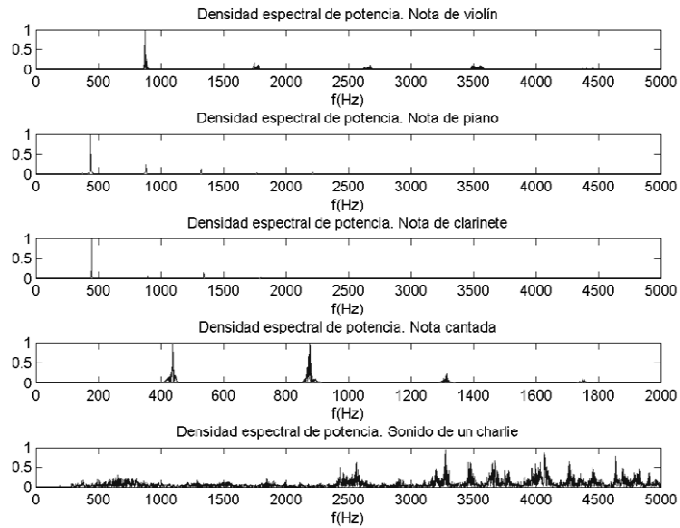 Densidad espectral de potencia. Nota de violín
1
0.5
0
0 500 1000 1500 2000 2500 3000 3500 4000 4500 5000
f(Hz)
Densidad espectral de potencia. Nota de piano
1
0.5
0
0 500 1000 1500 2000 2500 3000 3500 4000 4500 5000
f(Hz)
Densidad espectral de potencia. Nota de clarinete
1
0.5
0
0 500 1000 1500 2000 2500 3000 3500 4000 4500 5000
f(Hz)
Densidad espectral de potencia. Nota cantada
1
0.5
0
0 200 400 600 800 1000 1200 1400 1600 1800 2000
f(Hz)
Densidad espectral de potencia. Sonido de un charlie
1
0.5
0
0 500 1000 1500 2000 2500 3000 3500 4000 4500 5000
f(Hz)